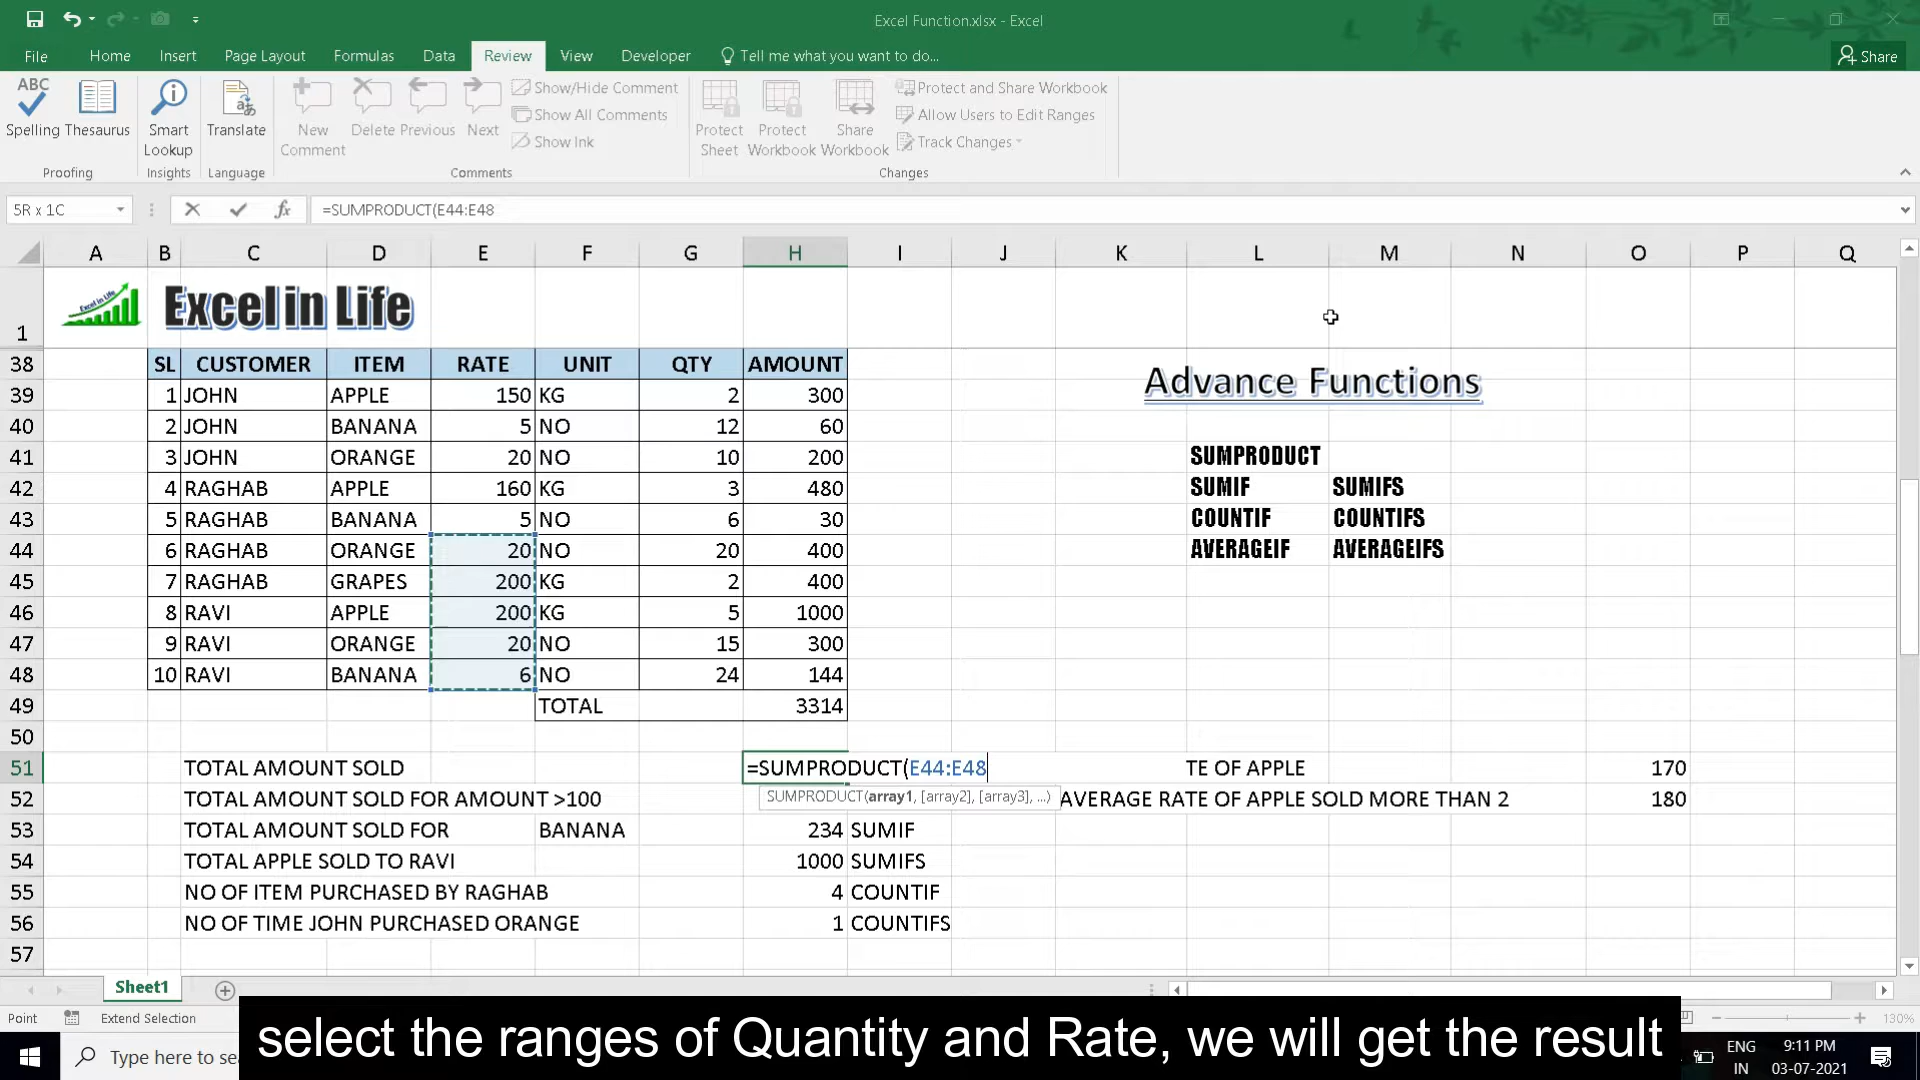 Excel Function.xlsx - Excel
File Home Insert Page Layout Formulas Data Review View Developer Tell me what you want to do... Share
ABC
Spelling Thesaurus Smart Lookup Translate New Comment Delete Previous Next
Show/Hide Comment
Show All Comments
Show Ink
Protect Sheet Protect Workbook Share Workbook
Protect and Share Workbook
Allow Users to Edit Ranges
Track Changes
Proofing Insights Language Comments Changes
5R x 1C fx =SUMPRODUCT(E44:E48
A B C D E F G H I J K L M N O P Q
1 Excel in Life Excel in Life
38 SL CUSTOMER ITEM RATE UNIT QTY AMOUNT Advance Functions
39 1 JOHN APPLE 150 KG 2 300
40 2 JOHN BANANA 5 NO 12 60
41 3 JOHN ORANGE 20 NO 10 200 SUMPRODUCT
42 4 RAGHAB APPLE 160 KG 3 480 SUMIF SUMIFS
43 5 RAGHAB BANANA 5 NO 6 30 COUNTIF COUNTIFS
44 6 RAGHAB ORANGE 20 NO 20 400 AVERAGEIF AVERAGEIFS
45 7 RAGHAB GRAPES 200 KG 2 400
46 8 RAVI APPLE 200 KG 5 1000
47 9 RAVI ORANGE 20 NO 15 300
48 10 RAVI BANANA 6 NO 24 144
49 TOTAL 3314
50
51 TOTAL AMOUNT SOLD =SUMPRODUCT(E44:E48 TE OF APPLE 170
SUMPRODUCT(array1, [array2], [array3], ...)
52 TOTAL AMOUNT SOLD FOR AMOUNT >100 AVERAGE RATE OF APPLE SOLD MORE THAN 2 180
53 TOTAL AMOUNT SOLD FOR BANANA 234 SUMIF
54 TOTAL APPLE SOLD TO RAVI 1000 SUMIFS
55 NO OF ITEM PURCHASED BY RAGHAB 4 COUNTIF
56 NO OF TIME JOHN PURCHASED ORANGE 1 COUNTIFS
57
Sheet1
Point Extend Selection 130%
select the ranges of Quantity and Rate, we will get the result
Type here to se
ENG
IN
9:11 PM
03-07-2021